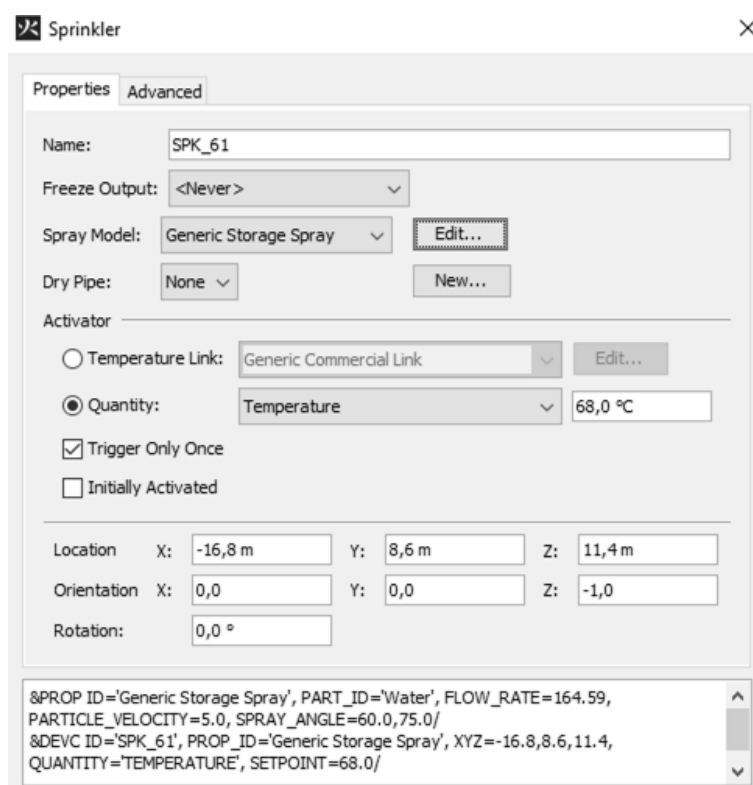 Sprinkler
Properties Advanced
Name: SPK_61
Freeze Output: <Never>
Spray Model: Generic Storage Spray Edit...
Dry Pipe: None New...
Activator
Temperature Link: Generic Commercial Link Edit...
Quantity: Temperature 68,0 °C
Trigger Only Once
Initially Activated
Location X: -16,8 m Y: 8,6 m Z: 11,4 m
Orientation X: 0,0 Y: 0,0 Z: -1,0
Rotation: 0,0 °
&PROP ID='Generic Storage Spray', PART_ID='Water', FLOW_RATE=164.59,
PARTICLE_VELOCITY=5.0, SPRAY_ANGLE=60.0,75.0/
&DEVC ID='SPK_61', PROP_ID='Generic Storage Spray', XYZ=-16.8,8.6,11.4,
QUANTITY='TEMPERATURE', SETPOINT=68.0/